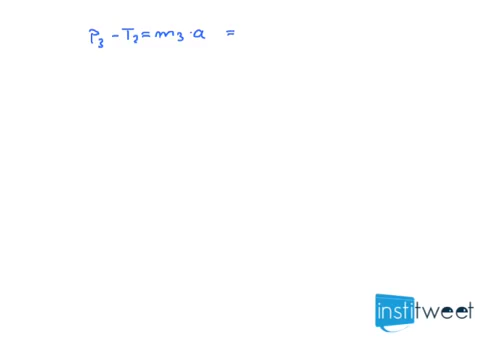 P₃ - T₂ = m₃ · a =
institweet